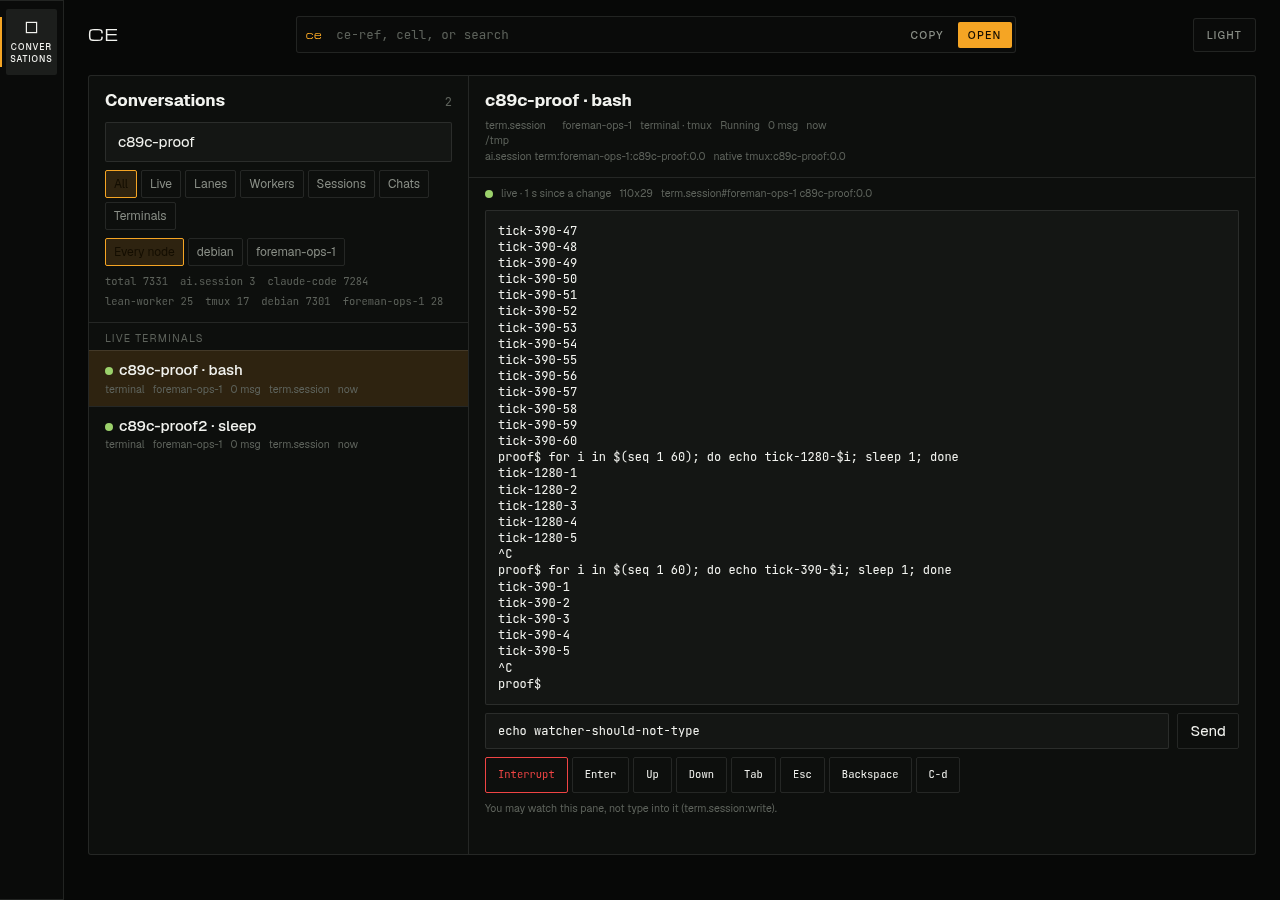 CONVER
SATIONS
CE
CE ce-ref, cell, or search COPY OPEN
LIGHT
Conversations 2
c89c-proof
All Live Lanes Workers Sessions Chats
Terminals
Every node debian foreman-ops-1
total 7331 ai.session 3 claude-code 7284
lean-worker 25 tmux 17 debian 7301 foreman-ops-1 28
LIVE TERMINALS
c89c-proof · bash
terminal foreman-ops-1 0 msg term.session now
c89c-proof2 · sleep
terminal foreman-ops-1 0 msg term.session now
c89c-proof · bash
term.session foreman-ops-1 terminal · tmux Running 0 msg now
/tmp
ai.session term:foreman-ops-1:c89c-proof:0.0 native tmux:c89c-proof:0.0
live · 1 s since a change 110x29 term.session#foreman-ops-1 c89c-proof:0.0
tick-390-47
tick-390-48
tick-390-49
tick-390-50
tick-390-51
tick-390-52
tick-390-53
tick-390-54
tick-390-55
tick-390-56
tick-390-57
tick-390-58
tick-390-59
tick-390-60
proof$ for i in $(seq 1 60); do echo tick-1280-$i; sleep 1; done
tick-1280-1
tick-1280-2
tick-1280-3
tick-1280-4
tick-1280-5
^C
proof$ for i in $(seq 1 60); do echo tick-390-$i; sleep 1; done
tick-390-1
tick-390-2
tick-390-3
tick-390-4
tick-390-5
^C
proof$
echo watcher-should-not-type Send
Interrupt Enter Up Down Tab Esc Backspace C-d
You may watch this pane, not type into it (term.session:write).